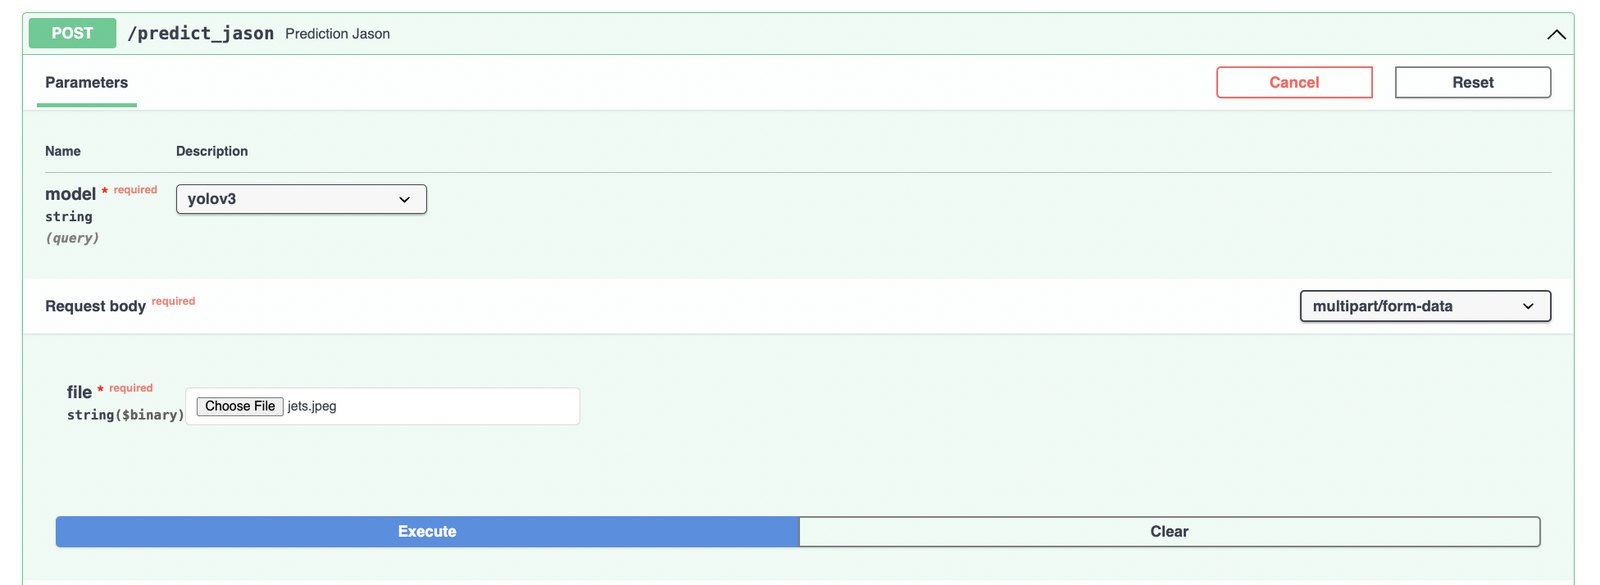 POST /predict_jason Prediction Jason
Parameters Cancel Reset
Name Description
model * required yolov3
string
(query)
Request body required multipart/form-data
file * required
string($binary) Choose File jets.jpeg
Execute Clear